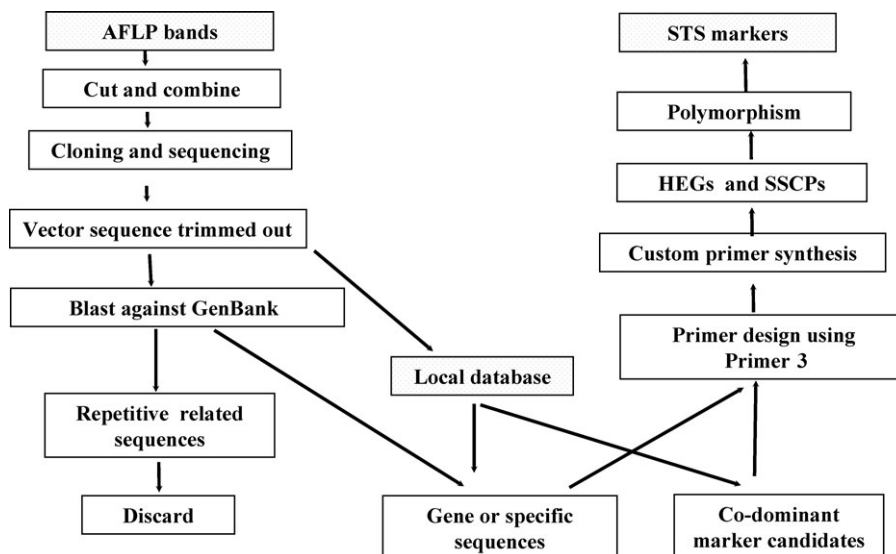 AFLP bands
Cut and combine
Cloning and sequencing
Vector sequence trimmed out
Blast against GenBank
Repetitive related
sequences
Discard
Local database
Gene or specific
sequences
Co-dominant
marker candidates
Primer design using
Primer 3
Custom primer synthesis
HEGs and SSCPs
Polymorphism
STS markers